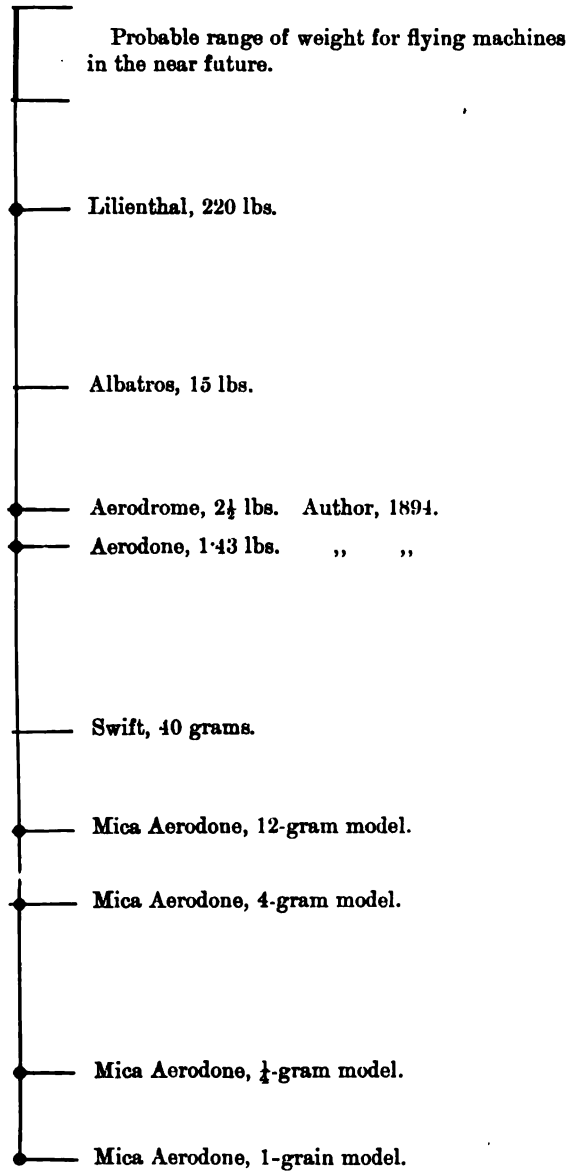 Probable range of weight for flying machines
in the near future.
Lilienthal, 220 lbs.
Albatros, 15 lbs.
Aerodrome, 2½ lbs. Author, 1894.
Aerodone, 1·43 lbs. ,, ,,
Swift, 40 grams.
Mica Aerodone, 12-gram model.
Mica Aerodone, 4-gram model.
Mica Aerodone, ¼-gram model.
Mica Aerodone, 1-grain model.